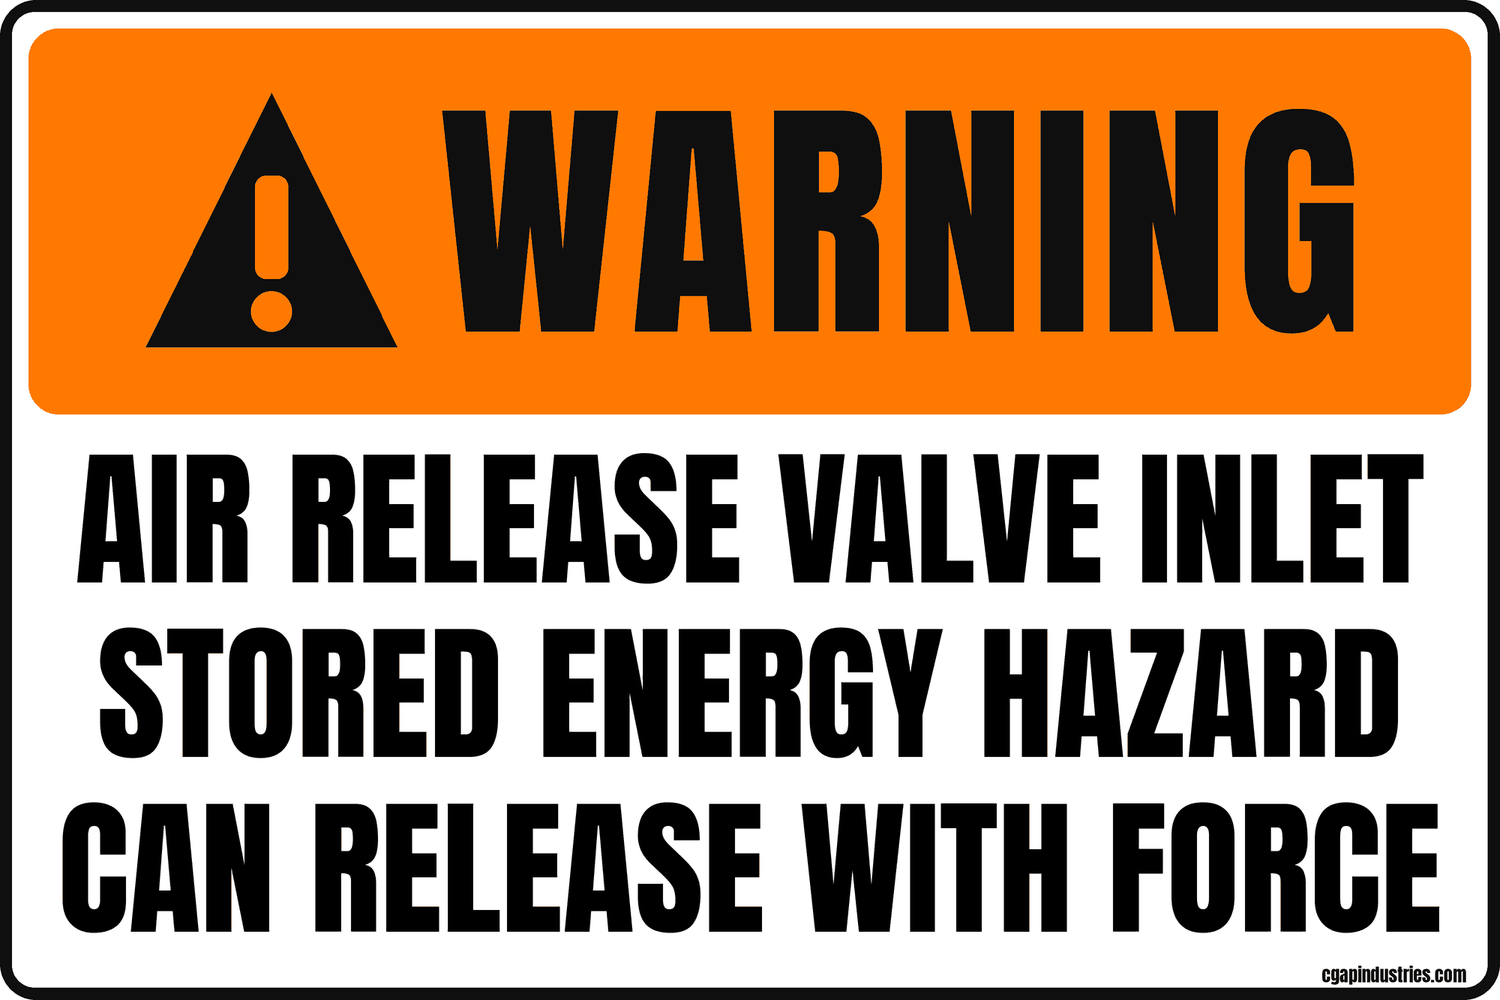 WARNING
AIR RELEASE VALVE INLET
STORED ENERGY HAZARD
CAN RELEASE WITH FORCE
cgapindustries.com